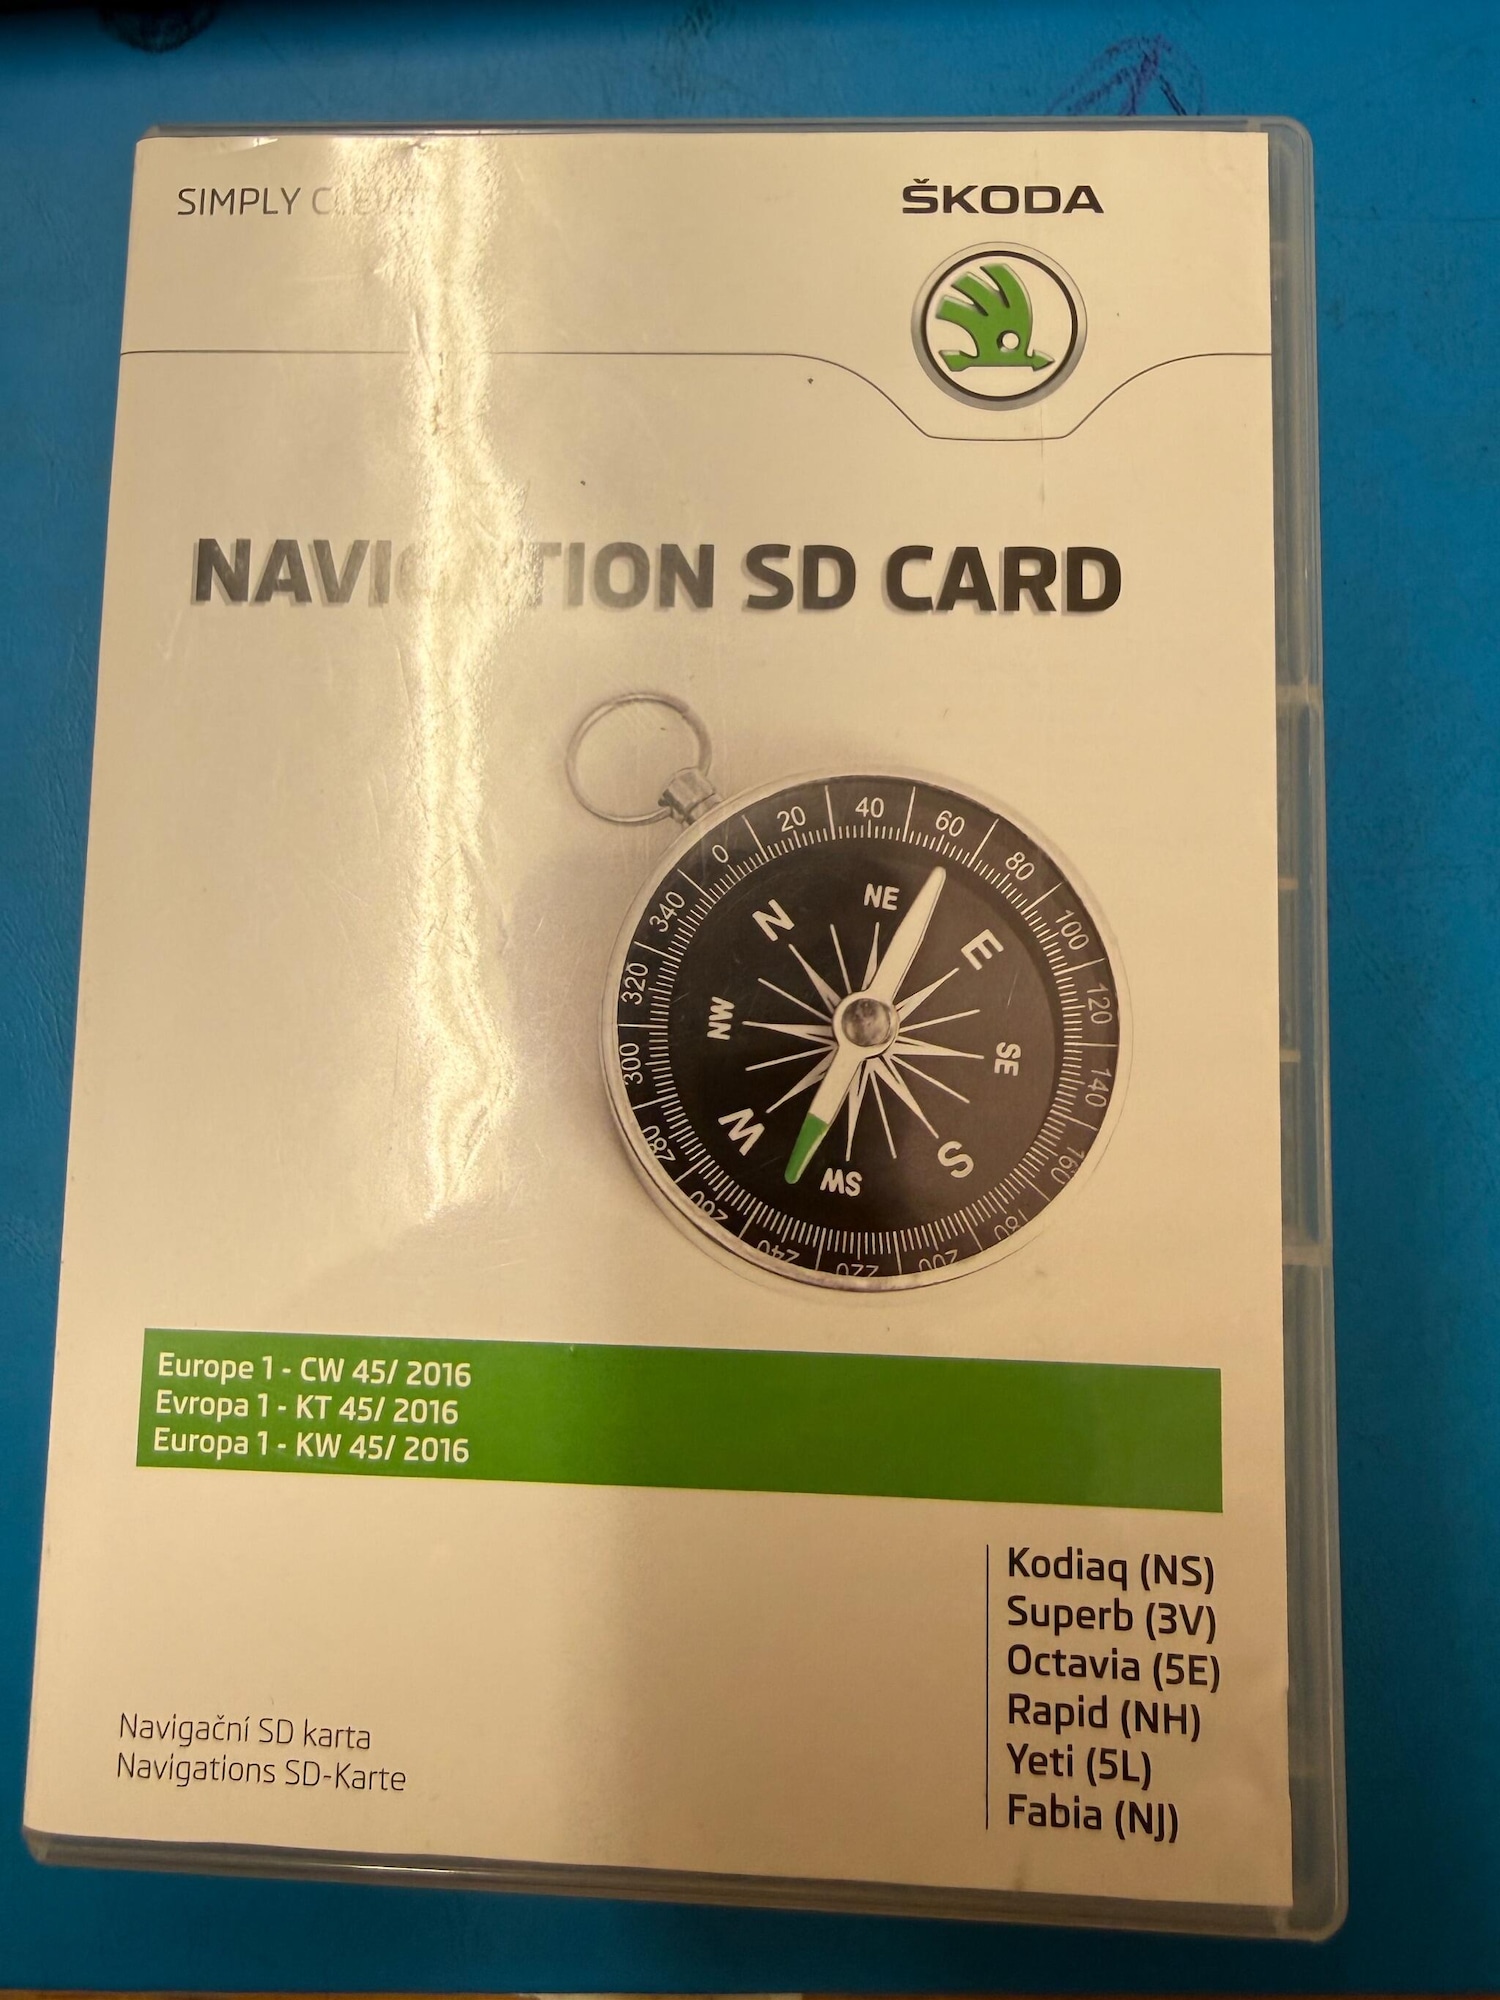 SIMPLY CLEVER
ŠKODA
NAVIGATION SD CARD
0 20 40 60 80 100 120 140 160 180 200 220 240 260 280 300 320 340
N NE E SE S SW W NW
Europe 1 - CW 45/ 2016
Evropa 1 - KT 45/ 2016
Europa 1 - KW 45/ 2016
Kodiaq (NS)
Superb (3V)
Octavia (5E)
Rapid (NH)
Yeti (5L)
Fabia (NJ)
Navigační SD karta
Navigations SD-Karte